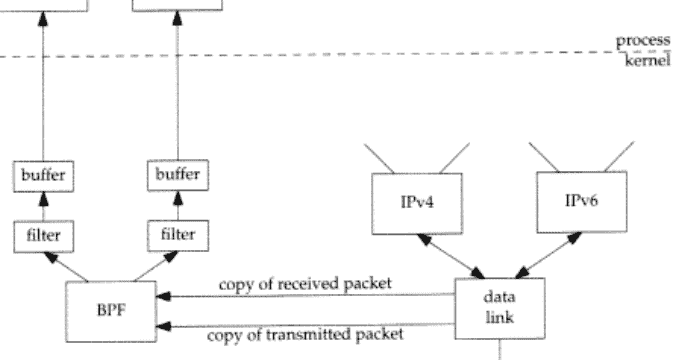 process
kernel
buffer
buffer
IPv4
IPv6
filter
filter
copy of received packet
BPF
data
link
copy of transmitted packet